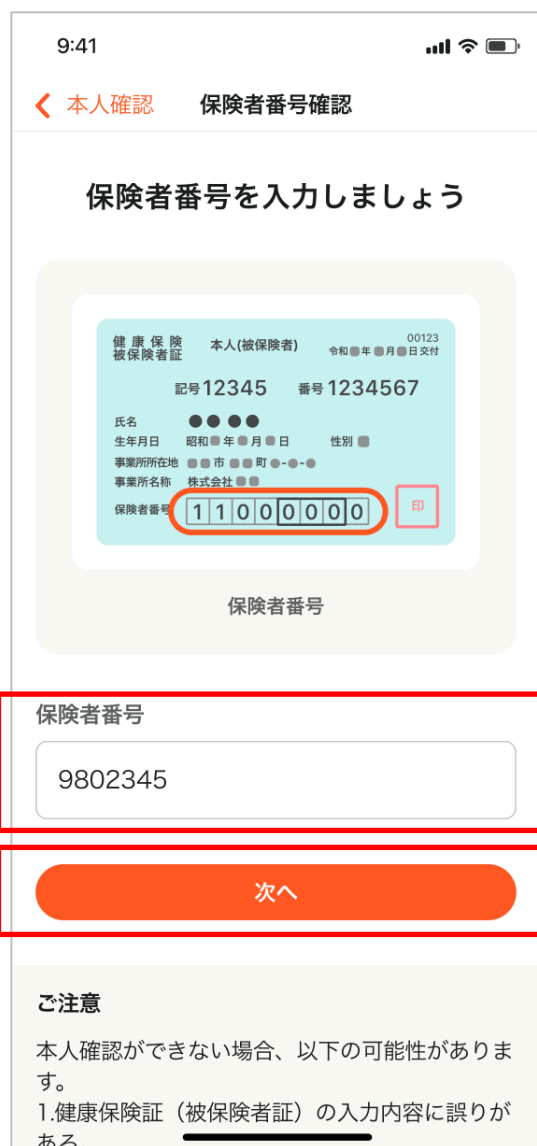 9:41
本人確認 保険者番号確認
保険者番号を入力しましょう
健康保険 被保険者証 本人(被保険者) 00123
令和 年 月 日交付
記号12345 番号1234567
氏名
生年月日 昭和 年 月 日 性別
事業所所在地 市 町 - -
事業所名称 株式会社
保険者番号 11000000 印
保険者番号
保険者番号
9802345
次へ
ご注意
本人確認ができない場合、以下の可能性がありま
す。
1.健康保険証（被保険者証）の入力内容に誤りが
ある